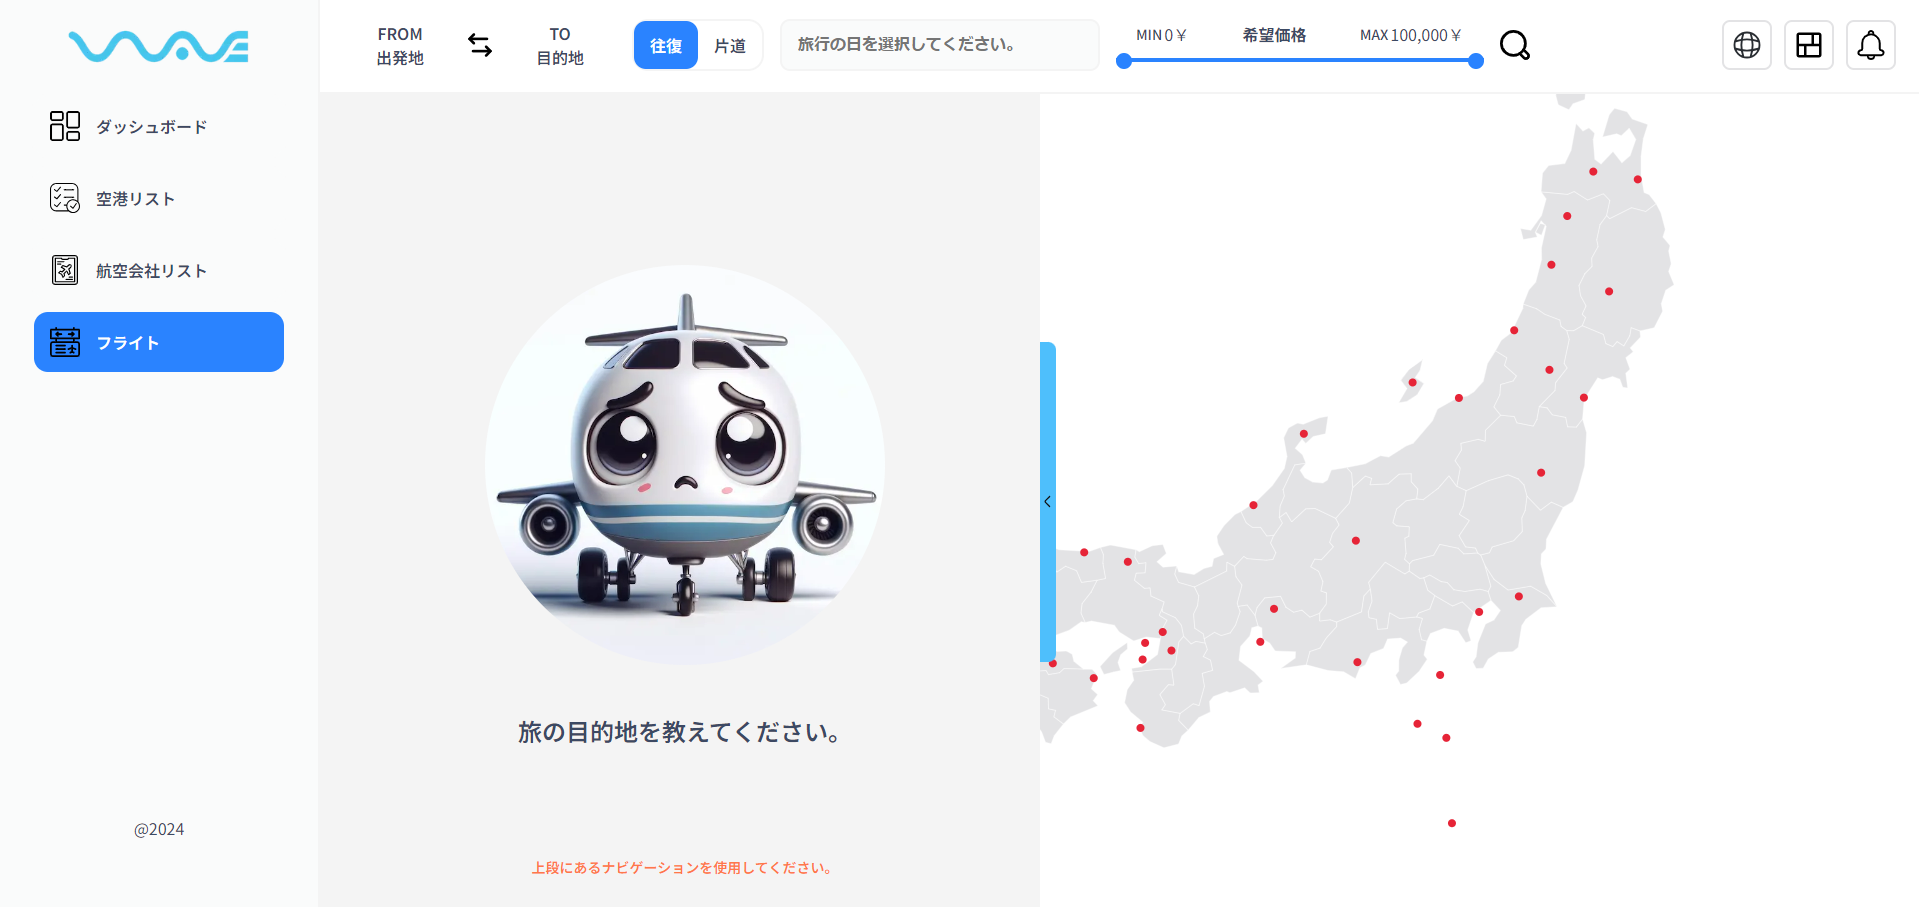 WAVE
ダッシュボード
空港リスト
航空会社リスト
フライト
@2024
FROM
出発地
TO
目的地
往復
片道
旅行の日を選択してください。
MIN 0 ¥
希望価格
MAX 100,000 ¥
旅の目的地を教えてください。
上段にあるナビゲーションを使用してください。